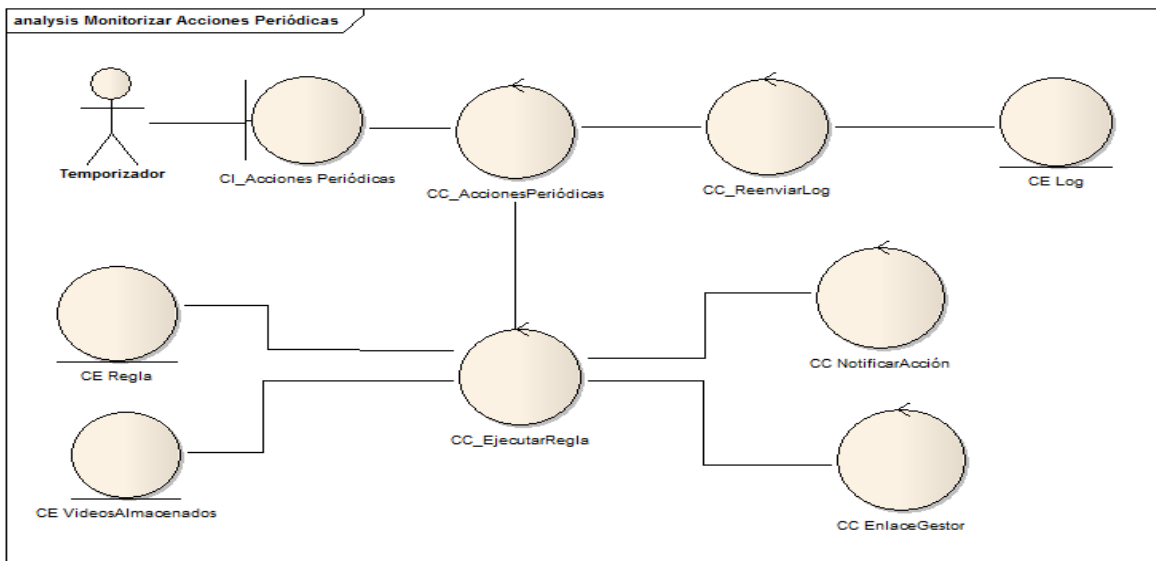 analysis Monitorizar Acciones Periódicas
Temporizador
CI_Acciones Periódicas
CC_AccionesPeriódicas
CC_ReenviarLog
CE Log
CE Regla
CC_EjecutarRegla
CC NotificarAcción
CE VideosAlmacenados
CC EnlaceGestor